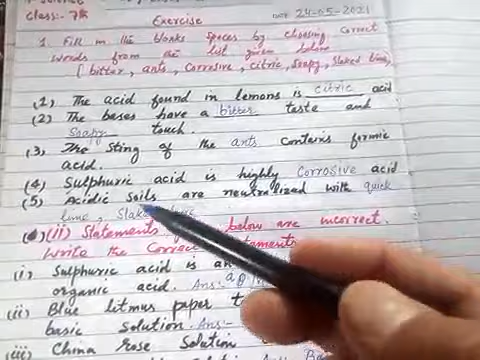 class:- 7th
Exercise
DATE 24-05-2021
1. Fill in the blanks spaces by choosing Correct
words from the list given below
[bitter, ants, Corrosive, citric, Soapy, slaked lime,
(1) The acid found in lemons is citric acid
(2) The bases have a bitter taste and
Soapy touch.
(3) The sting of the ants contains formic
acid.
(4) Sulphuric acid is highly Corrosive acid
(5) Acidic Soils are neutralized with quick
lime, Slaked
(ii) Statements below are incorrect.
Write the Correct
(i) Sulphuric acid is an
organic acid. Ans:-
(ii) Blue litmus paper
basic Solution. Ans:-
(iii) China rose Solution